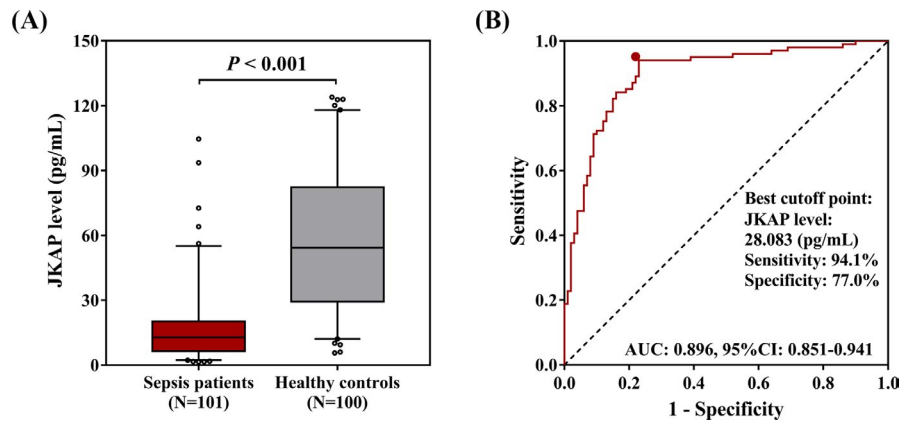 (A)
P < 0.001
JKAP level (pg/mL)
150
120
90
60
30
0
Sepsis patients
(N=101)
Healthy controls
(N=100)
(B)
Sensitivity
1.0
0.8
0.6
0.4
0.2
0.0
Best cutoff point:
JKAP level:
28.083 (pg/mL)
Sensitivity: 94.1%
Specificity: 77.0%
AUC: 0.896, 95%CI: 0.851-0.941
0.0 0.2 0.4 0.6 0.8 1.0
1 - Specificity